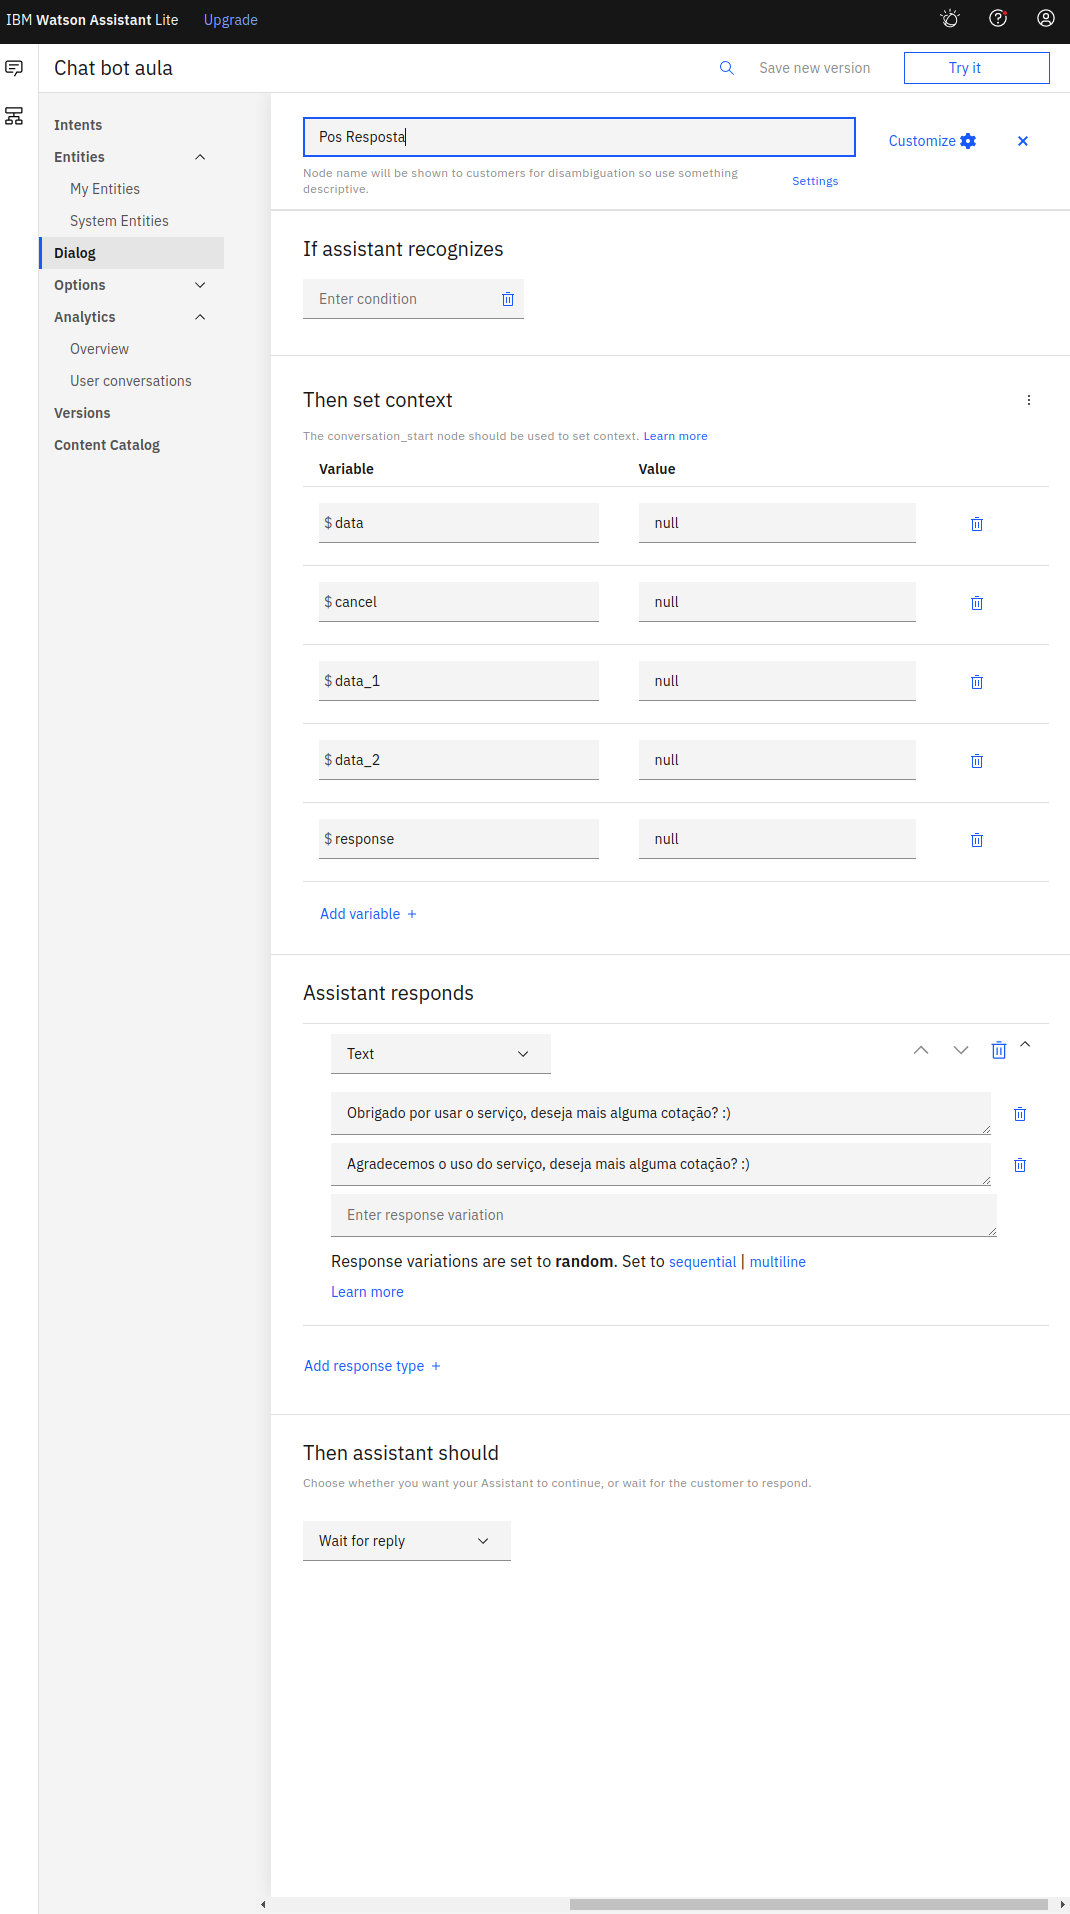 IBM Watson Assistant Lite Upgrade
Chat bot aula
Save new version
Try it
Intents
Entities
My Entities
System Entities
Dialog
Options
Analytics
Overview
User conversations
Versions
Content Catalog
Pos Resposta
Customize
Node name will be shown to customers for disambiguation so use something
descriptive.
Settings
If assistant recognizes
Enter condition
Then set context
The conversation_start node should be used to set context. Learn more
Variable Value
$ data null
$ cancel null
$ data_1 null
$ data_2 null
$ response null
Add variable +
Assistant responds
Text
Obrigado por usar o serviço, deseja mais alguma cotação? :)
Agradecemos o uso do serviço, deseja mais alguma cotação? :)
Enter response variation
Response variations are set to random. Set to sequential | multiline
Learn more
Add response type +
Then assistant should
Choose whether you want your Assistant to continue, or wait for the customer to respond.
Wait for reply